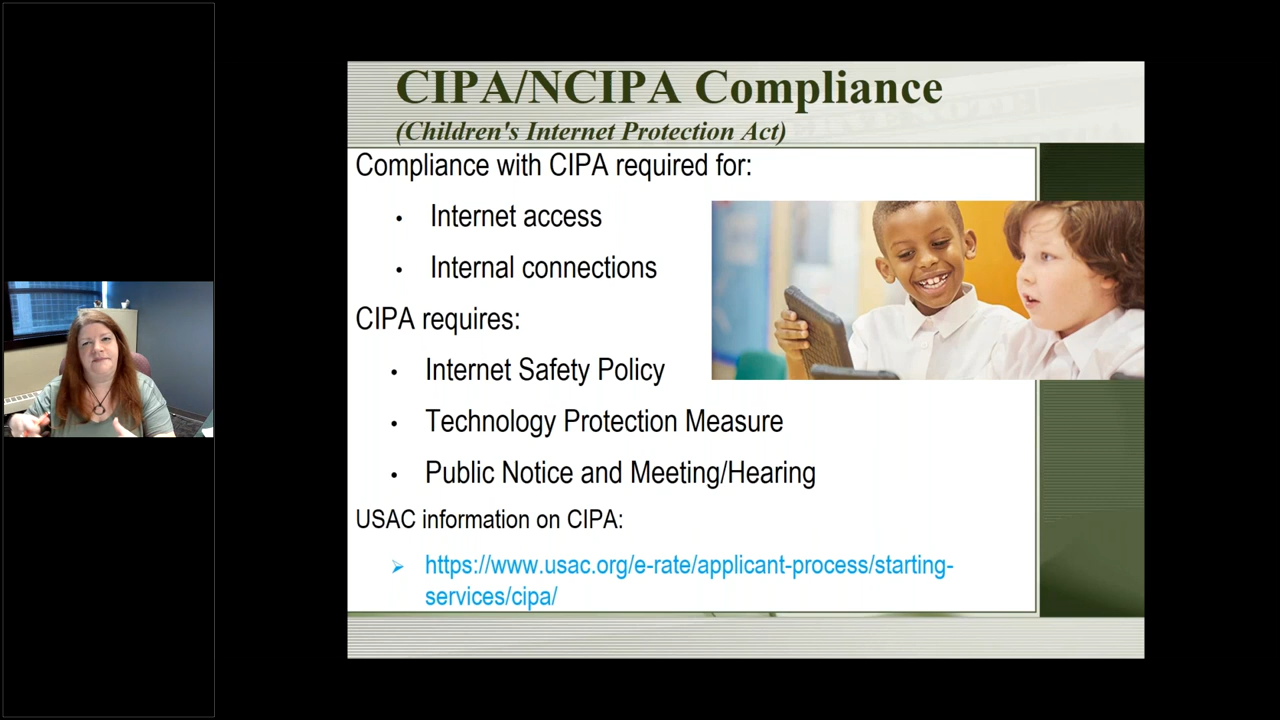 CIPA/NCIPA Compliance
(Children's Internet Protection Act)
Compliance with CIPA required for:
• Internet access
• Internal connections
CIPA requires:
• Internet Safety Policy
• Technology Protection Measure
• Public Notice and Meeting/Hearing
USAC information on CIPA:
➢ https://www.usac.org/e-rate/applicant-process/starting-
services/cipa/